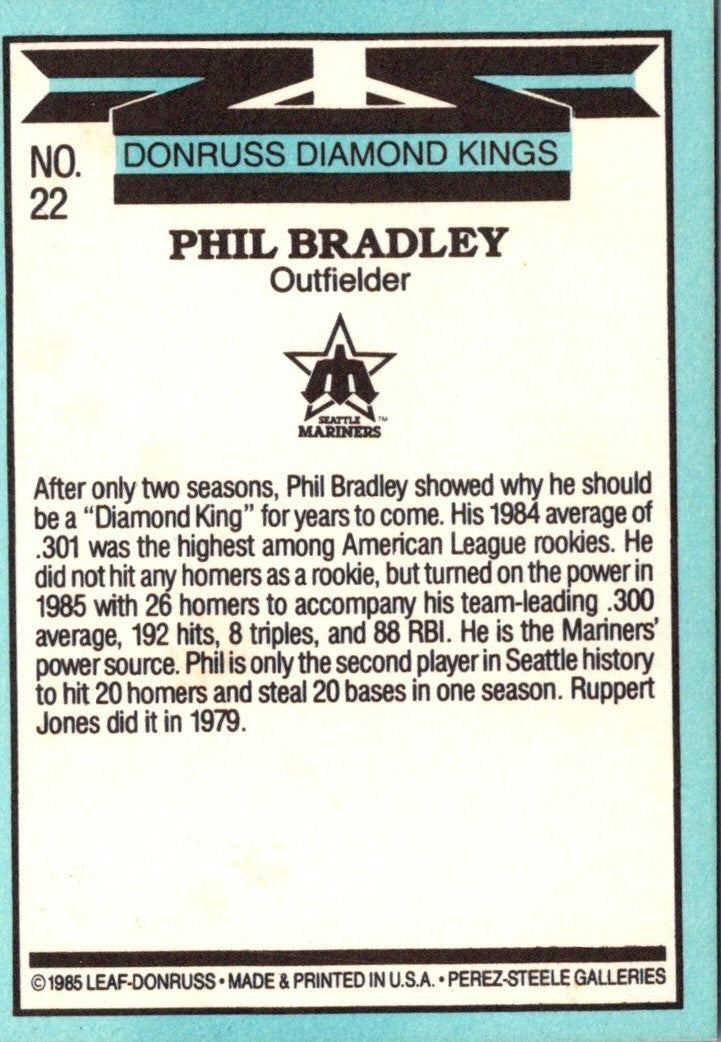 NO.
22
DONRUSS DIAMOND KINGS
PHIL BRADLEY
Outfielder
SEATTLE ™
MARINERS
After only two seasons, Phil Bradley showed why he should
be a “Diamond King” for years to come. His 1984 average of
.301 was the highest among American League rookies. He
did not hit any homers as a rookie, but turned on the power in
1985 with 26 homers to accompany his team-leading .300
average, 192 hits, 8 triples, and 88 RBI. He is the Mariners’
power source. Phil is only the second player in Seattle history
to hit 20 homers and steal 20 bases in one season. Ruppert
Jones did it in 1979.
©1985 LEAF-DONRUSS • MADE & PRINTED IN U.S.A. • PEREZ-STEELE GALLERIES